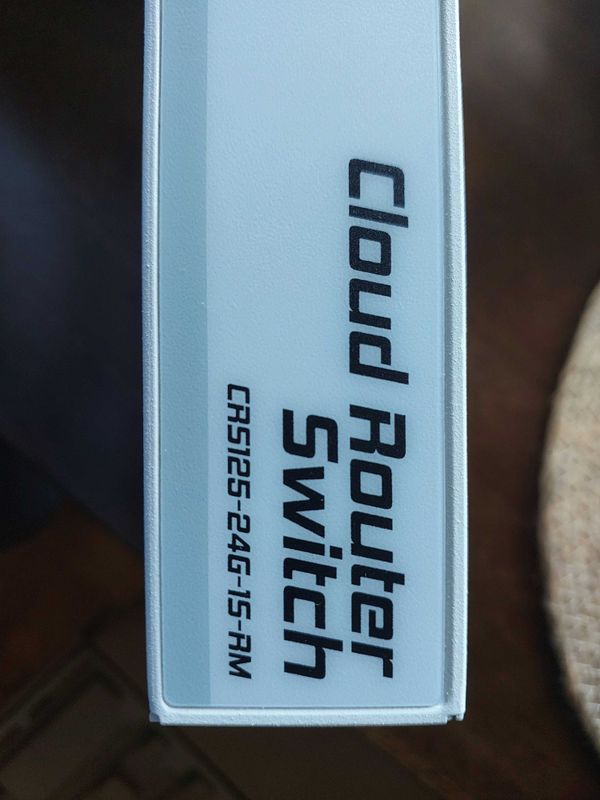 Cloud Router
Switch
CRS125-24G-1S-RM